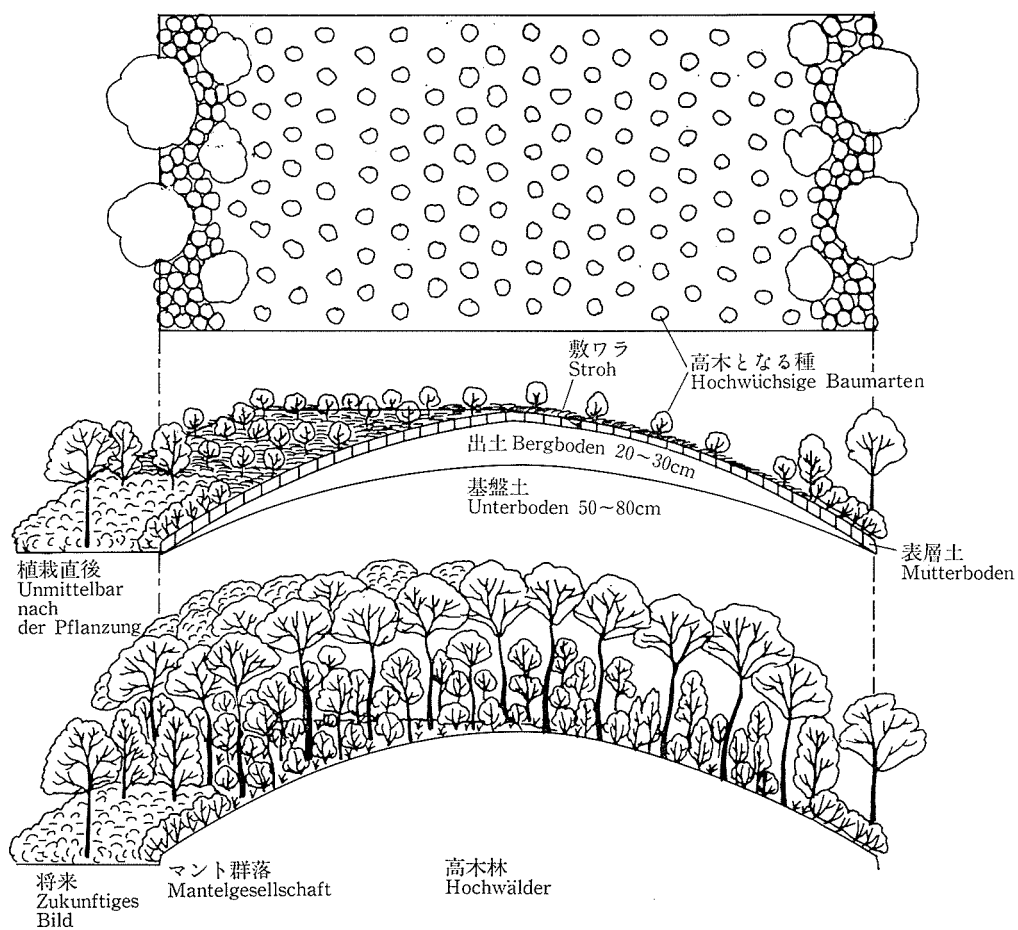 敷ワラ
Stroh
高木となる種
Hochwüchsige Baumarten
出土 Bergboden 20～30cm
基盤土
Unterboden 50～80cm
表層土
Mutterboden
植栽直後
Unmittelbar
nach
der Pflanzung
マント群落
Mantelgesellschaft
高木林
Hochwälder
将来
Zukunftiges
Bild